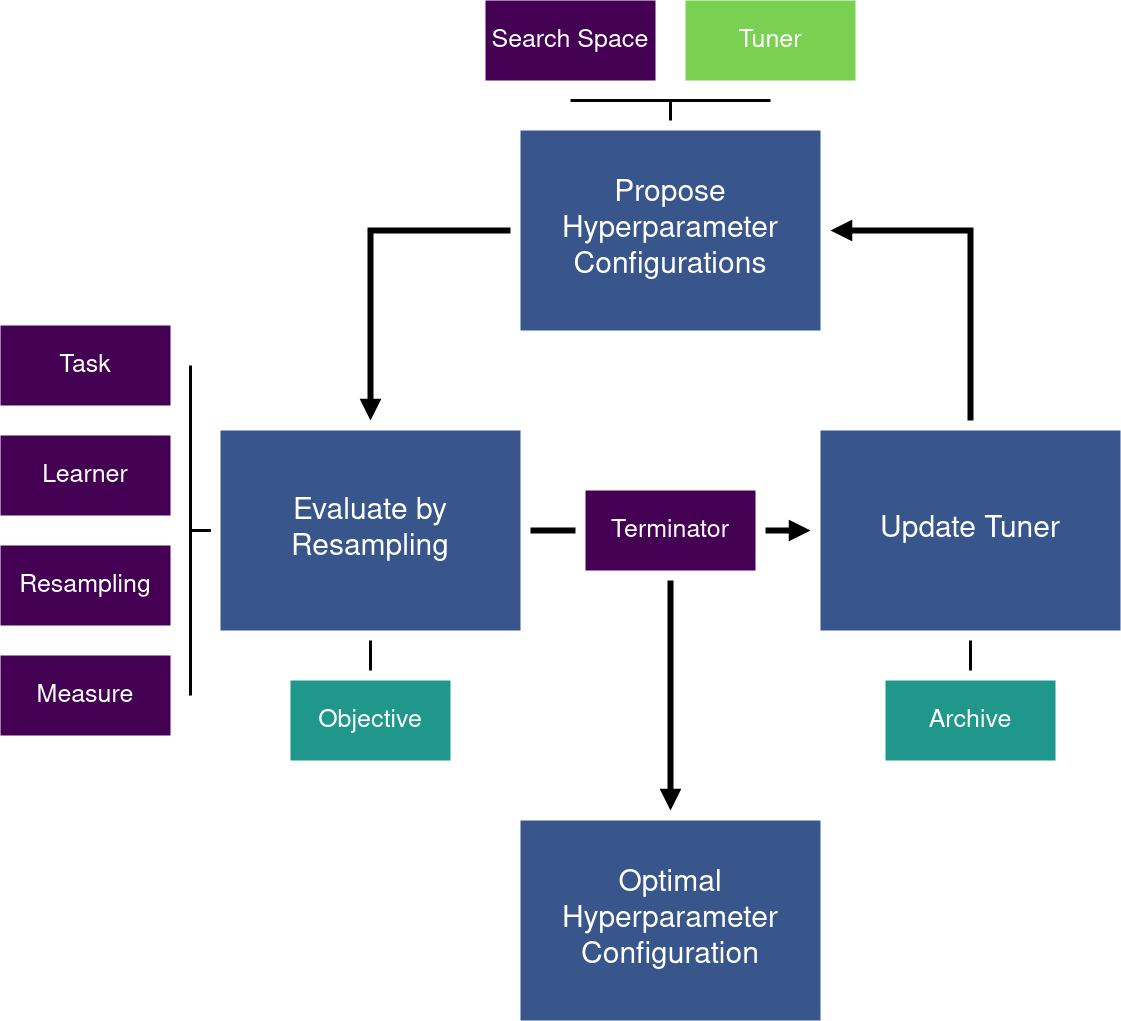 Search Space
Tuner
Propose
Hyperparameter
Configurations
Task
Learner
Resampling
Measure
Evaluate by
Resampling
Terminator
Update Tuner
Objective
Archive
Optimal
Hyperparameter
Configuration